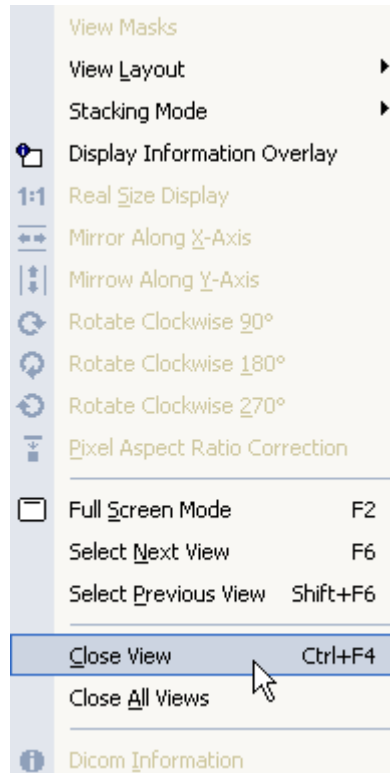 View Masks
View Layout
Stacking Mode
Display Information Overlay
1:1 Real Size Display
Mirror Along X-Axis
Mirrow Along Y-Axis
Rotate Clockwise 90°
Rotate Clockwise 180°
Rotate Clockwise 270°
Pixel Aspect Ratio Correction
Full Screen Mode F2
Select Next View F6
Select Previous View Shift+F6
Close View Ctrl+F4
Close All Views
Dicom Information